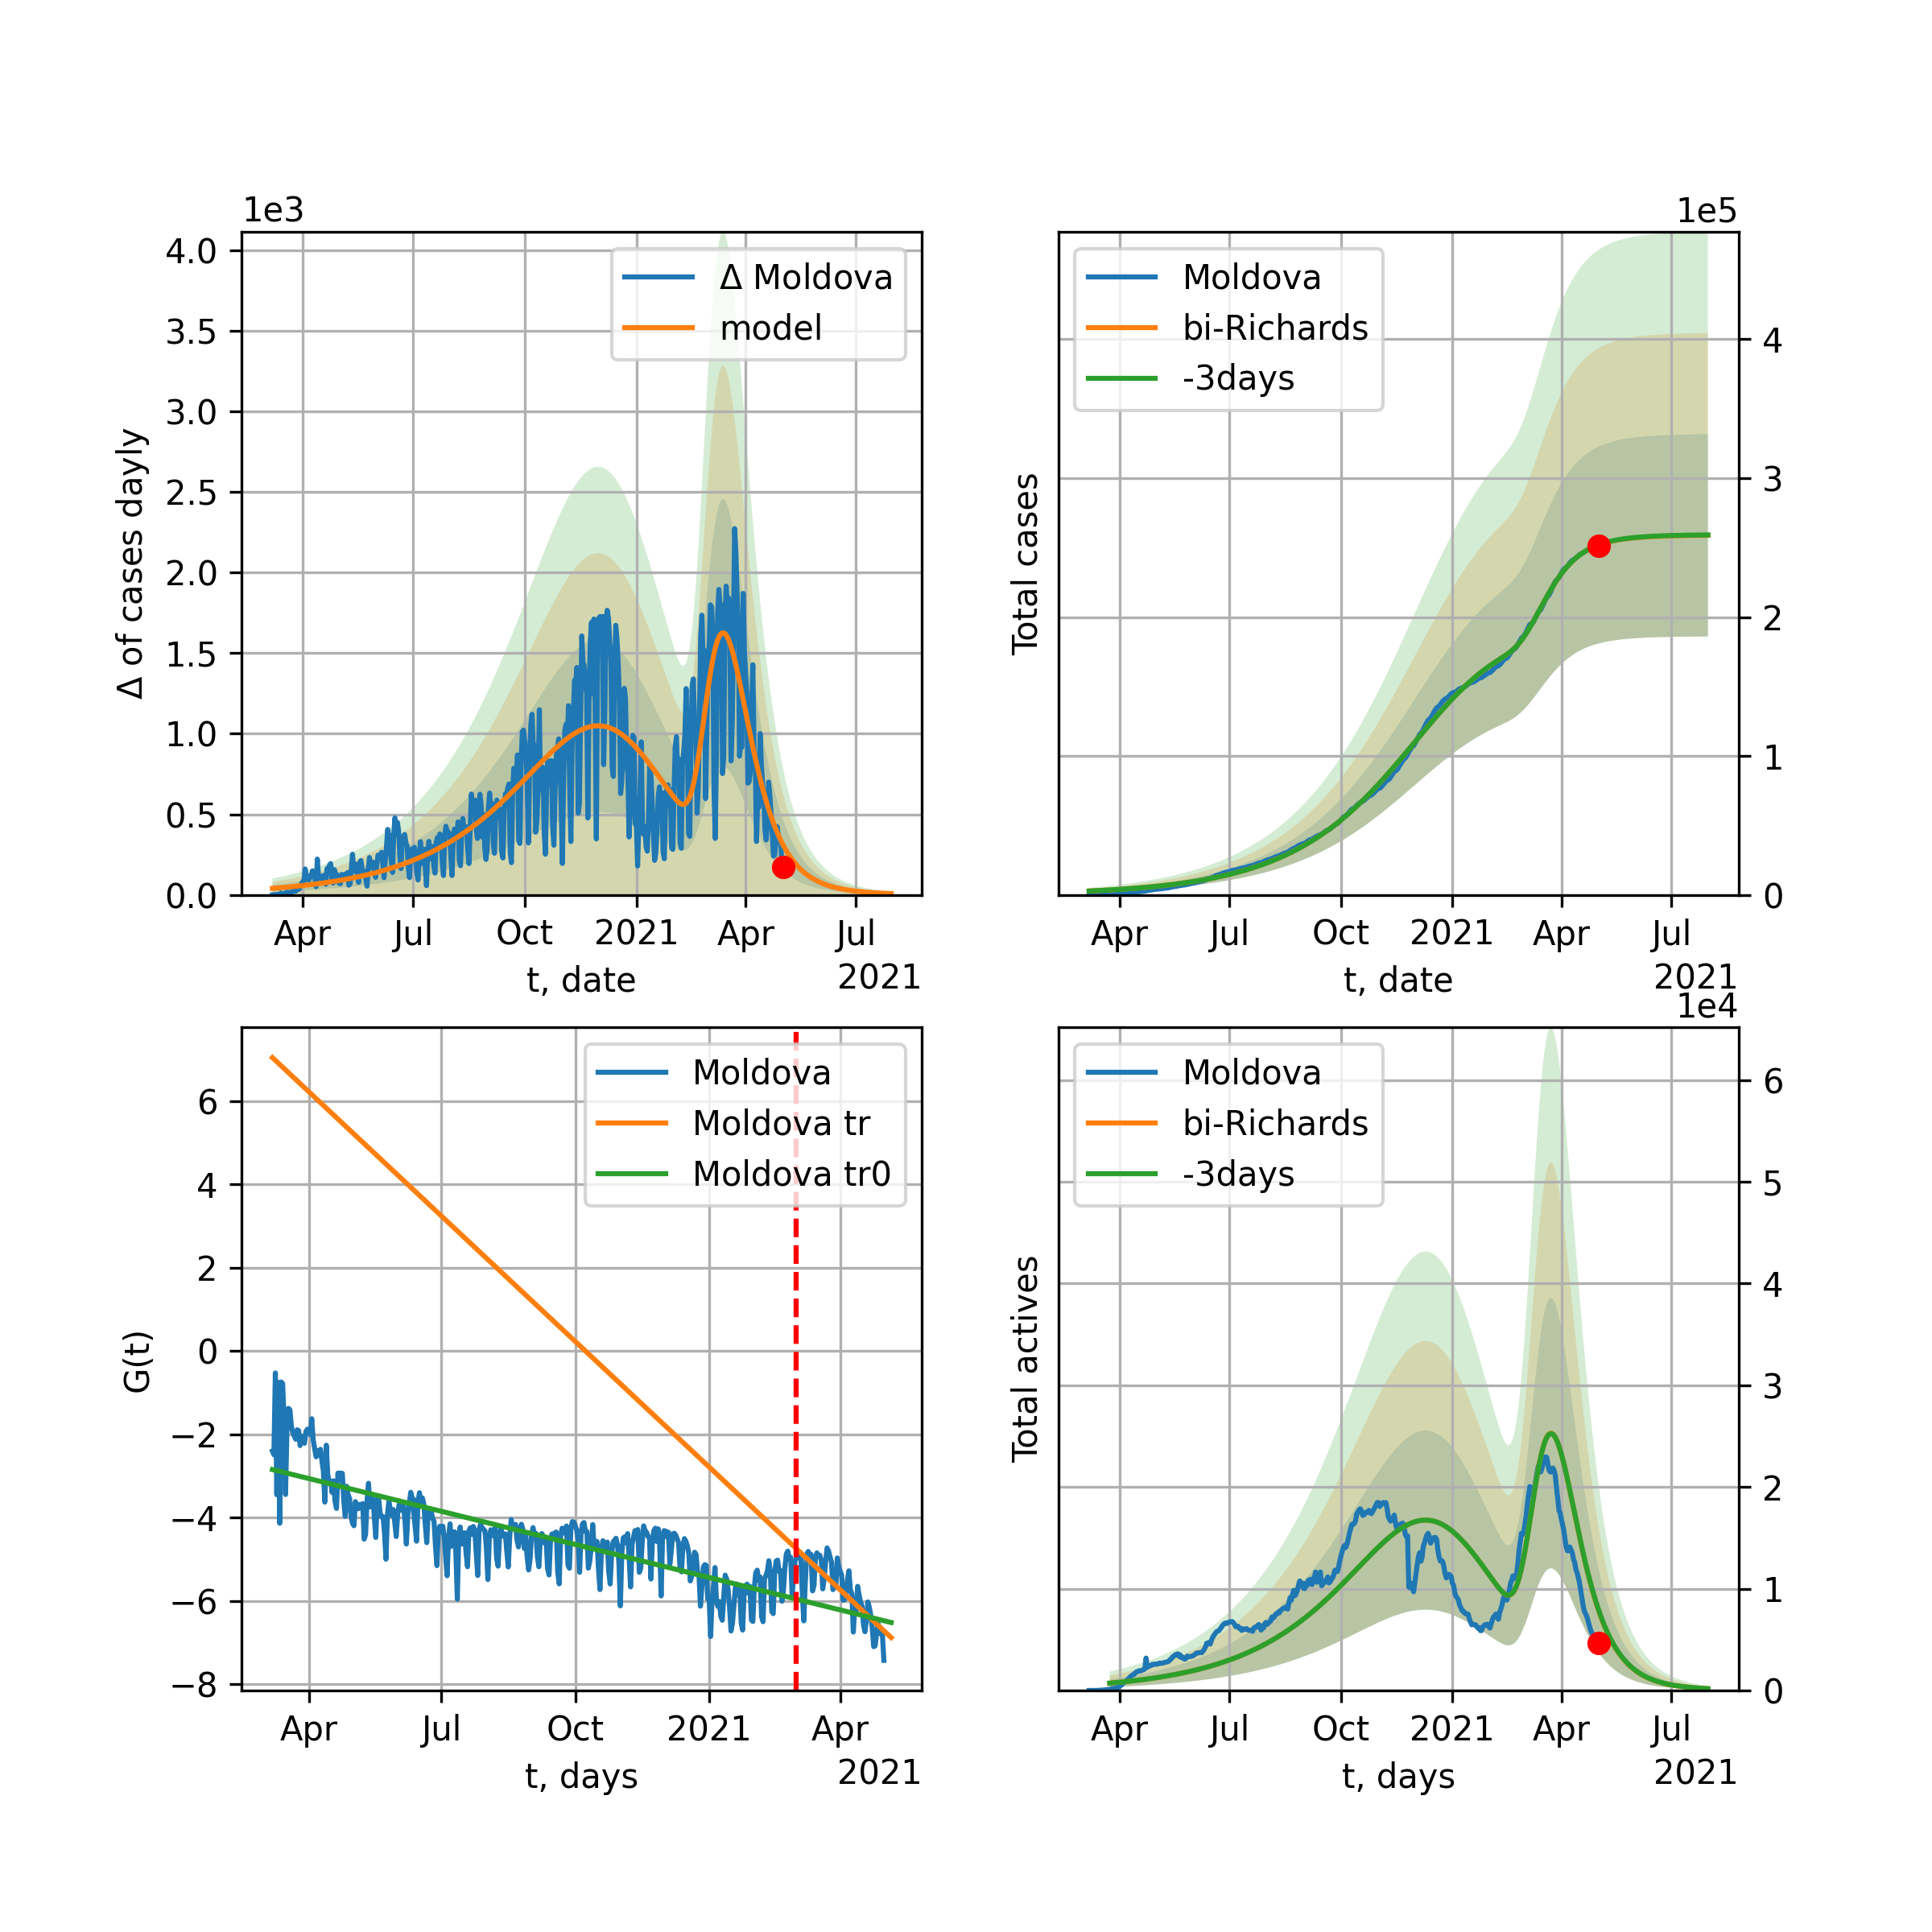 1e3
4.0
3.5
3.0
2.5
2.0
1.5
1.0
0.5
0.0
Δ of cases dayly
Δ Moldova
model
Apr Jul Oct 2021 Apr Jul
t, date
2021
1e5
Moldova
bi-Richards
-3days
Total cases
4
3
2
1
0
Apr Jul Oct 2021 Apr Jul
t, date
2021
6
4
2
0
−2
−4
−6
−8
G(t)
Moldova
Moldova tr
Moldova tr0
Apr Jul Oct 2021 Apr
t, days
2021
1e4
Moldova
bi-Richards
-3days
Total actives
6
5
4
3
2
1
0
Apr Jul Oct 2021 Apr Jul
t, days
2021